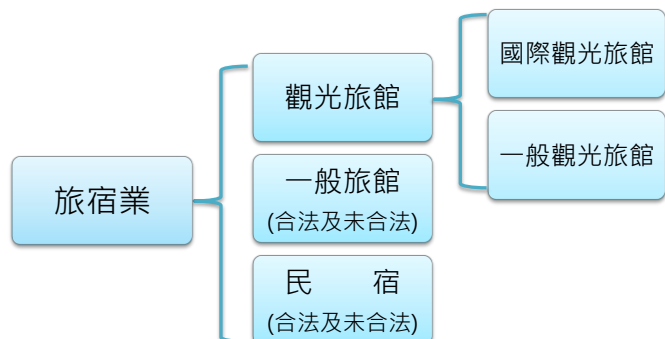 旅宿業
觀光旅館
一般旅館
(合法及未合法)
民　　宿
(合法及未合法)
國際觀光旅館
一般觀光旅館